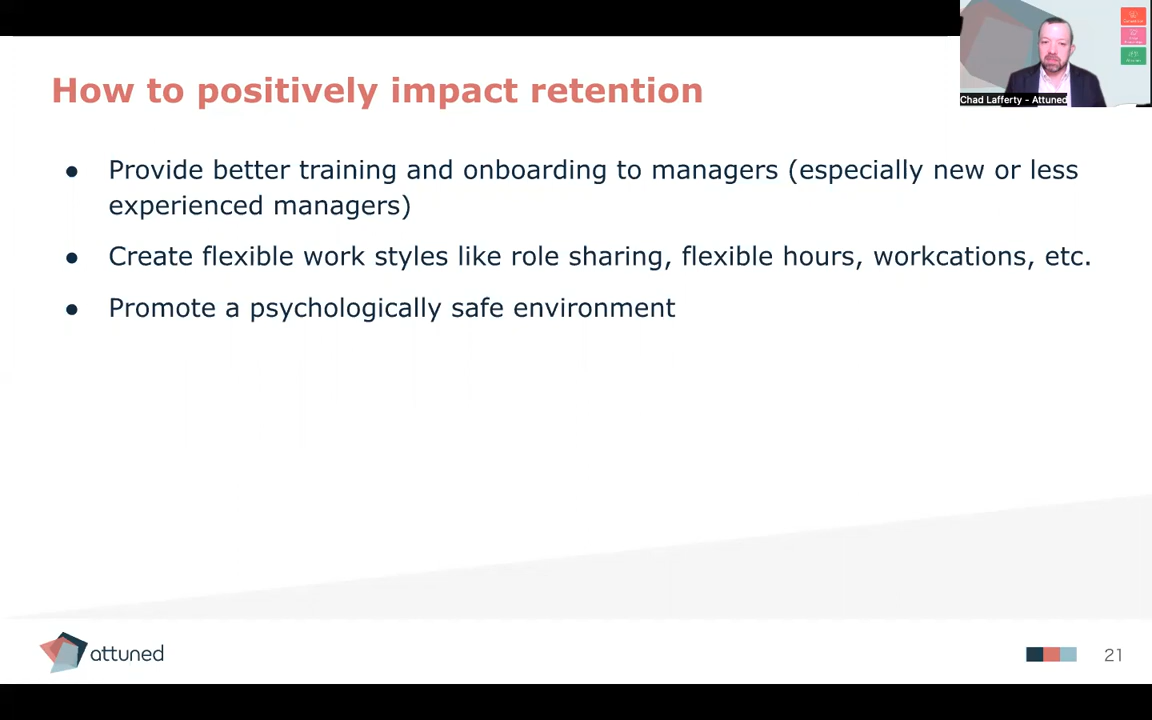 How to positively impact retention
Chad Lafferty - Attuned
● Provide better training and onboarding to managers (especially new or less
experienced managers)
● Create flexible work styles like role sharing, flexible hours, workcations, etc.
● Promote a psychologically safe environment
attuned
21